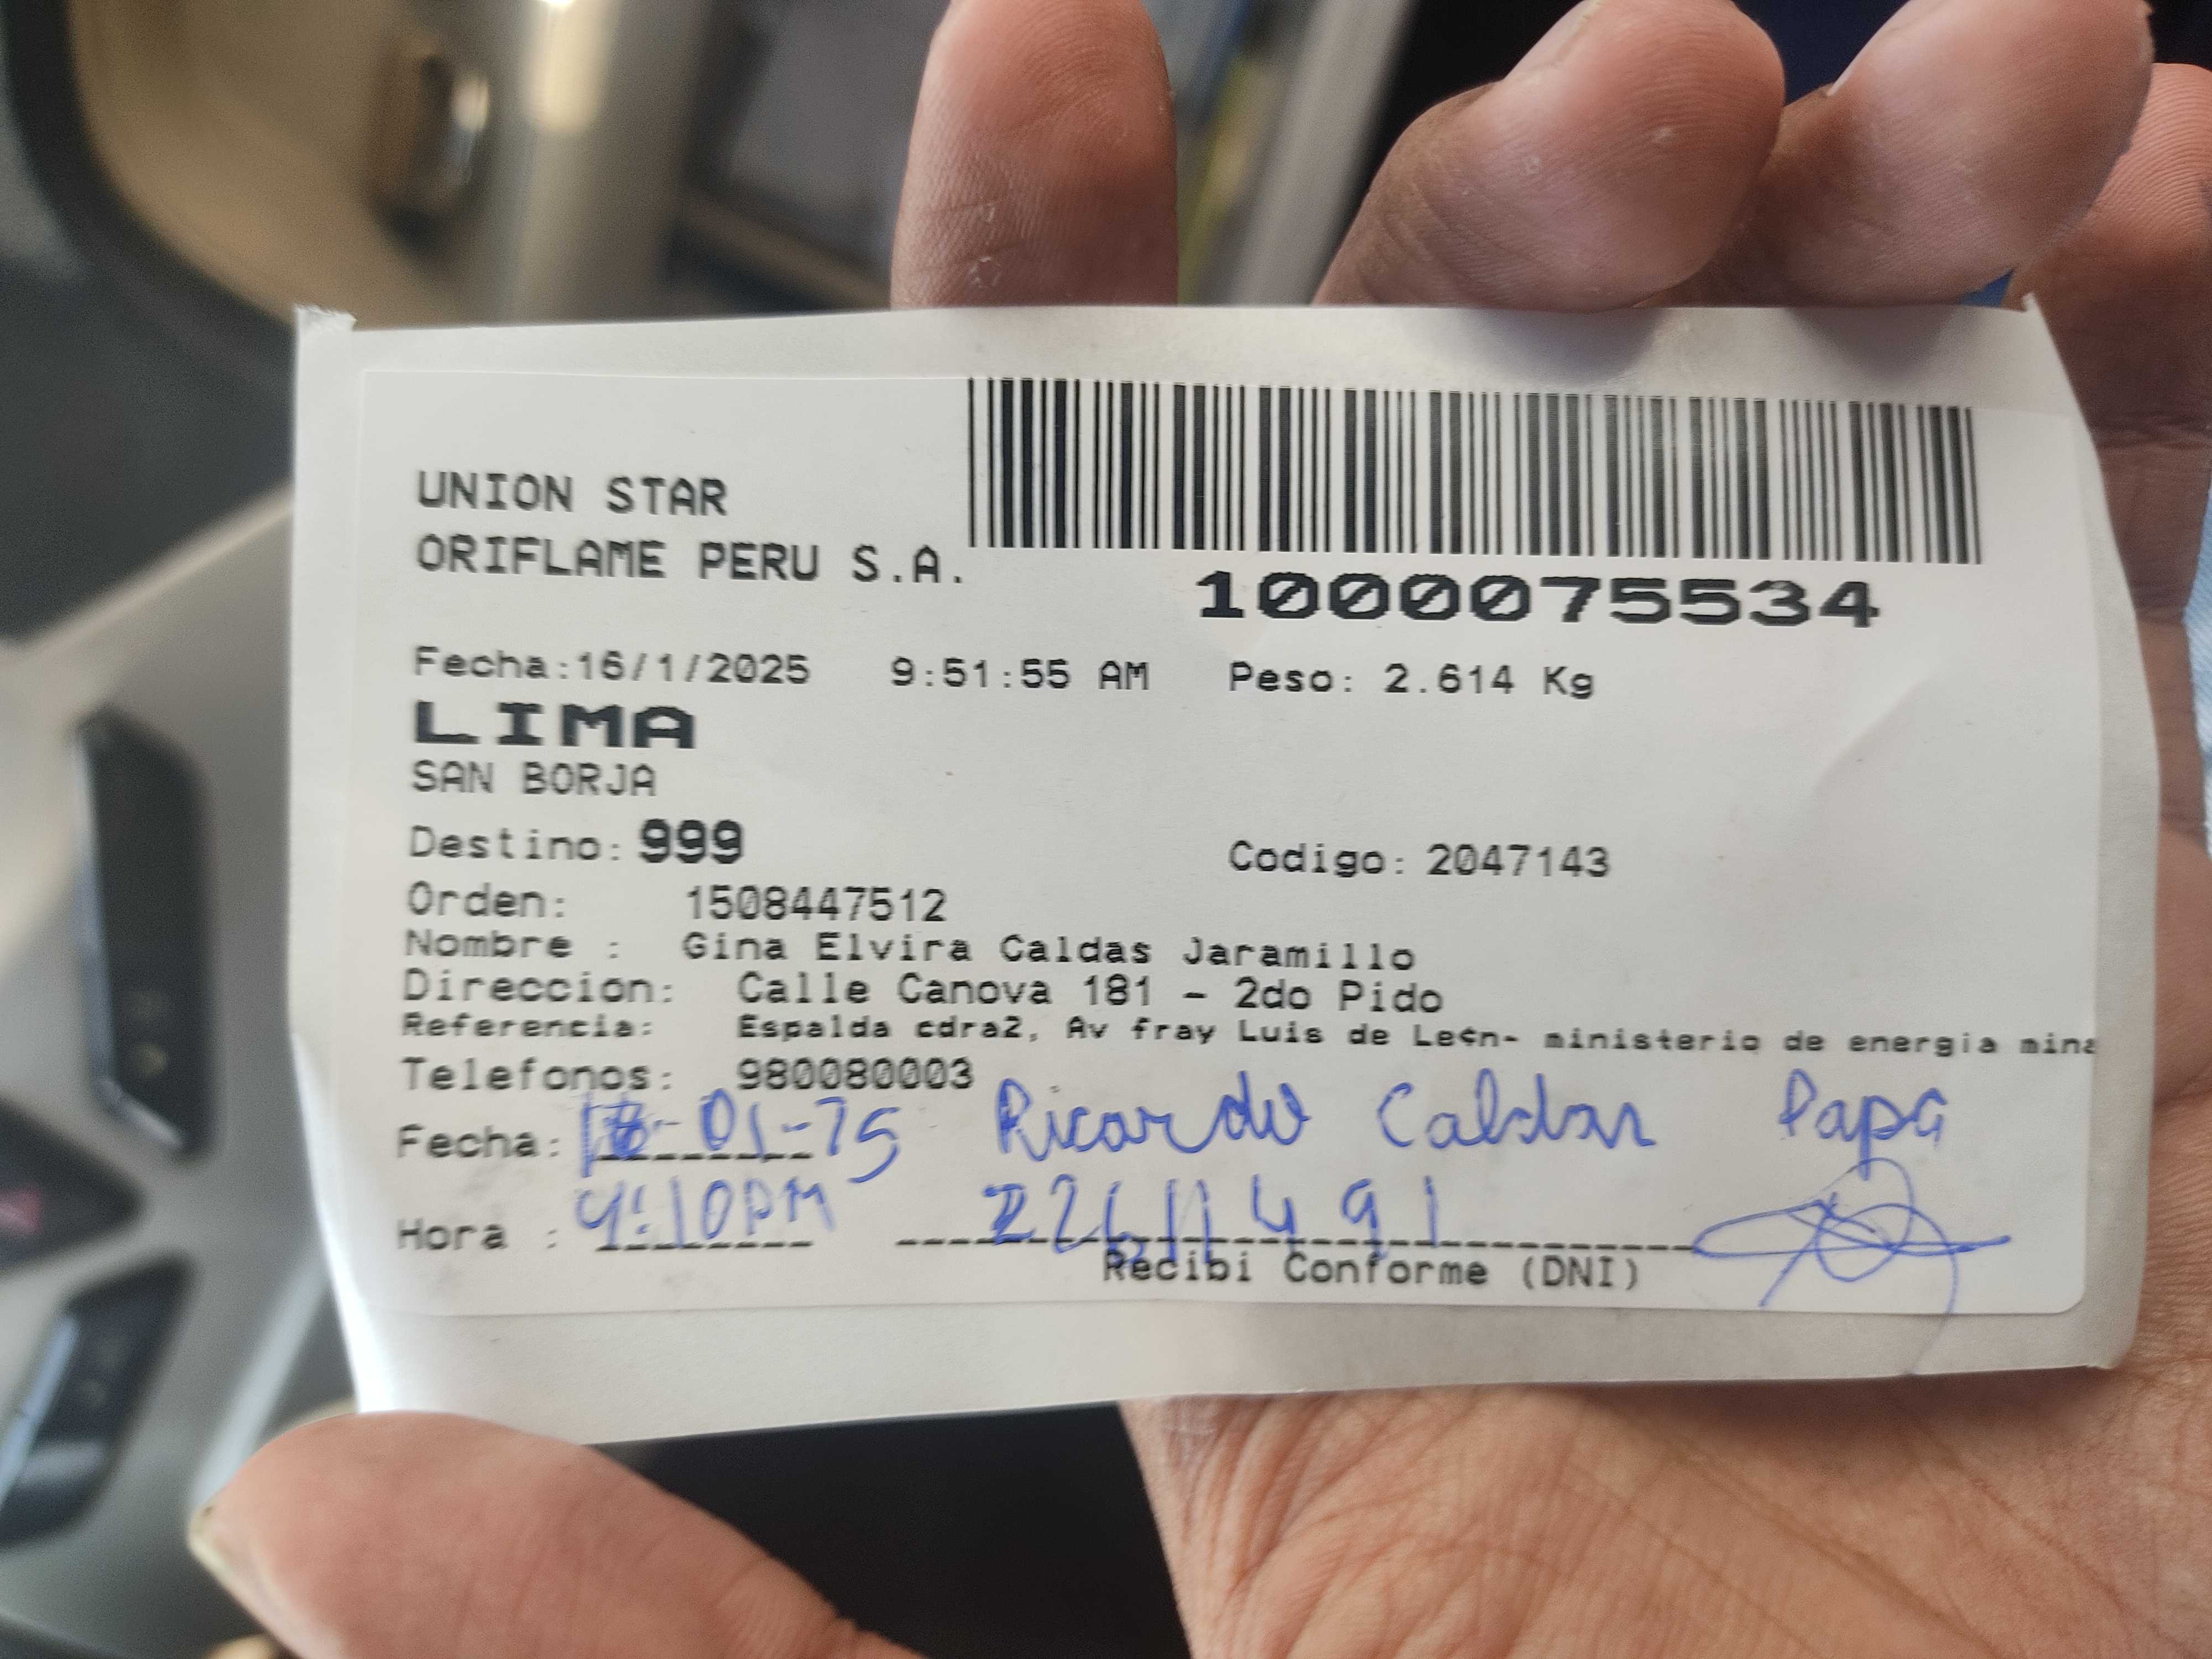 UNION STAR
ORIFLAME PERU S.A.
1000075534
Fecha:16/1/2025 9:51:55 AM Peso: 2.614 Kg
LIMA
SAN BORJA
Destino: 999 Codigo: 2047143
Orden: 1508447512
Nombre : Gina Elvira Caldas Jaramillo
Direccion: Calle Canova 181 - 2do Pido
Referencia: Espalda cdra2, Av fray Luis de Le¢n- ministerio de energia mina
Telefonos: 980080003
Fecha: Ricardo Caldas Papá
Hora : 4:10PM
Recibi Conforme (DNI)